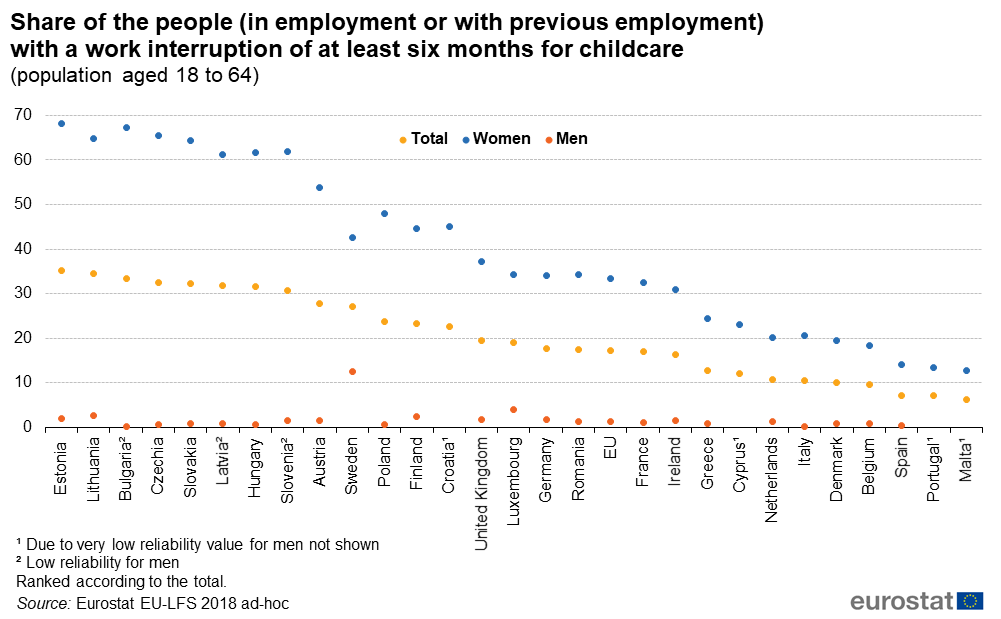 Share of the people (in employment or with previous employment)
with a work interruption of at least six months for childcare
(population aged 18 to 64)
70
Total Women Men
60
50
40
30
20
10
0
Estonia
Lithuania
Bulgaria²
Czechia
Slovakia
Latvia²
Hungary
Slovenia²
Austria
Sweden
Poland
Finland
Croatia¹
United Kingdom
Luxembourg
Germany
Romania
EU
France
Ireland
Greece
Cyprus¹
Netherlands
Italy
Denmark
Belgium
Spain
Portugal¹
Malta¹
¹ Due to very low reliability value for men not shown
² Low reliability for men
Ranked according to the total.
Source: Eurostat EU-LFS 2018 ad-hoc
eurostat